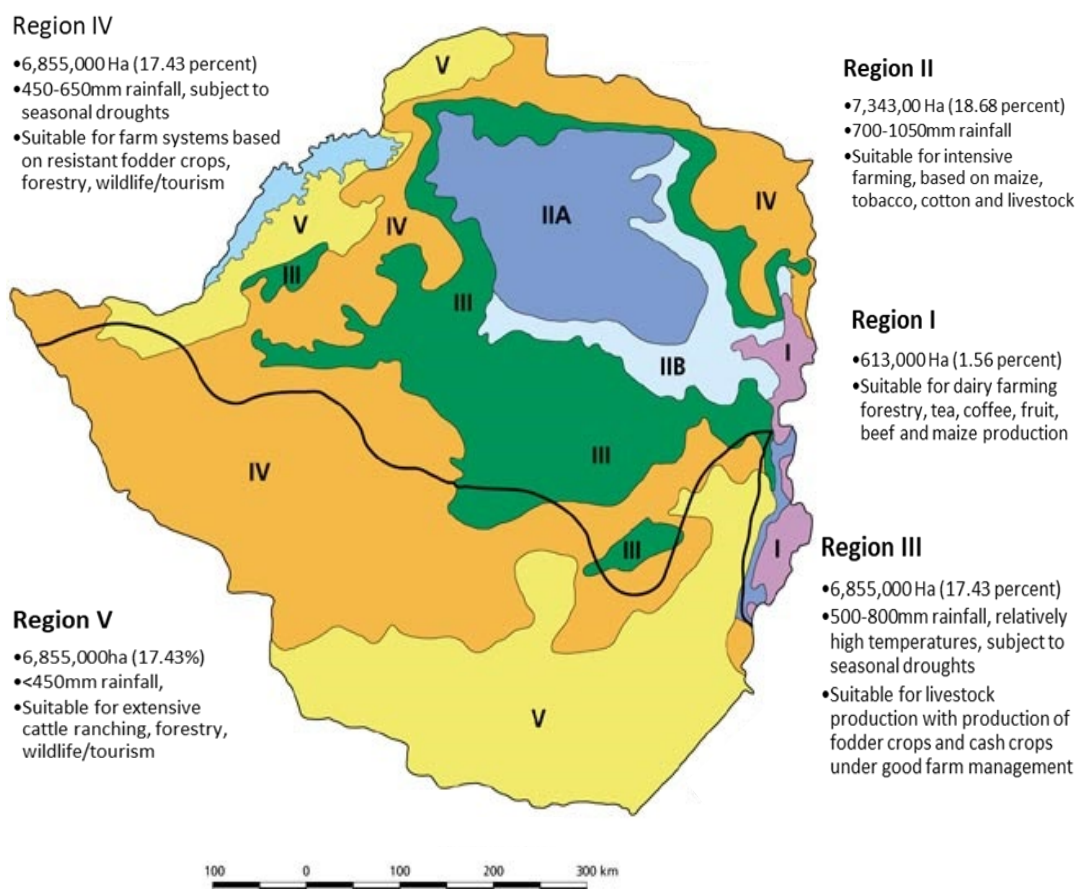 Region IV
•6,855,000 Ha (17.43 percent)
•450-650mm rainfall, subject to
seasonal droughts
•Suitable for farm systems based
on resistant fodder crops,
forestry, wildlife/tourism
Region II
•7,343,00 Ha (18.68 percent)
•700-1050mm rainfall
•Suitable for intensive
farming, based on maize,
tobacco, cotton and livestock
Region I
•613,000 Ha (1.56 percent)
•Suitable for dairy farming
forestry, tea, coffee, fruit,
beef and maize production
Region III
•6,855,000 Ha (17.43 percent)
•500-800mm rainfall, relatively
high temperatures, subject to
seasonal droughts
•Suitable for livestock
production with production of
fodder crops and cash crops
under good farm management
Region V
•6,855,000ha (17.43%)
•<450mm rainfall,
•Suitable for extensive
cattle ranching, forestry,
wildlife/tourism
V
IV
IIA
V
IV
III
III
I
IIB
III
IV
III
I
V
100 0 100 200 300 km